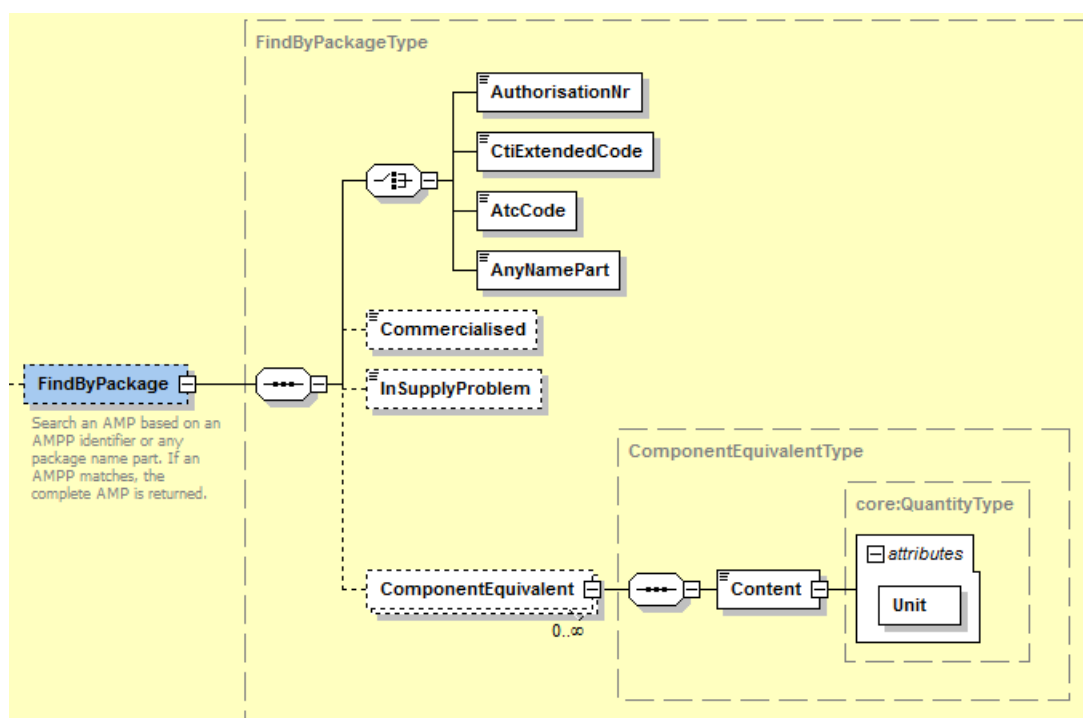 FindByPackageType
AuthorisationNr
CtiExtendedCode
AtcCode
AnyNamePart
Commercialised
InSupplyProblem
FindByPackage
Search an AMP based on an
AMPP identifier or any
package name part. If an
AMPP matches, the
complete AMP is returned.
ComponentEquivalentType
core:QuantityType
attributes
ComponentEquivalent
Content
Unit
0..∞